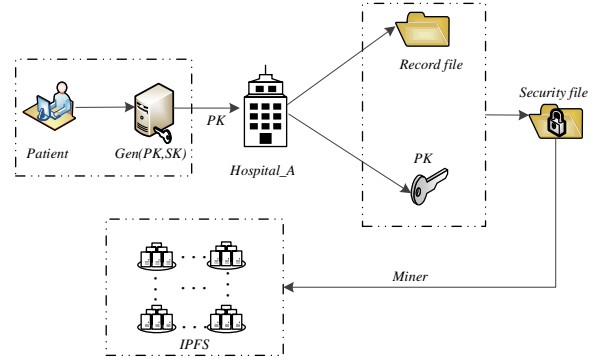 Record file
Security file
PK
Patient
Gen(PK,SK)
Hospital_A
PK
Miner
IPFS